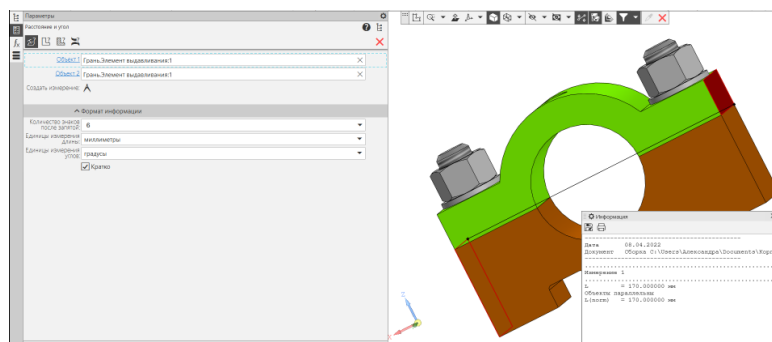 Параметры
Расстояние и угол
Объект 1 Грань.Элемент выдавливания:1
Объект 2 Грань.Элемент выдавливания:1
Создать измерение:
Формат информации
Количество знаков после запятой: 6
Единицы измерения длины: миллиметры
Единицы измерения углов: градусы
Кратко
Информация
Дата 08.04.2022
Документ Сборка C:\Users\Александра\Documents\Корп
Измерение 1
L = 170.000000 мм
Объекты параллельны
L(norm) = 170.000000 мм